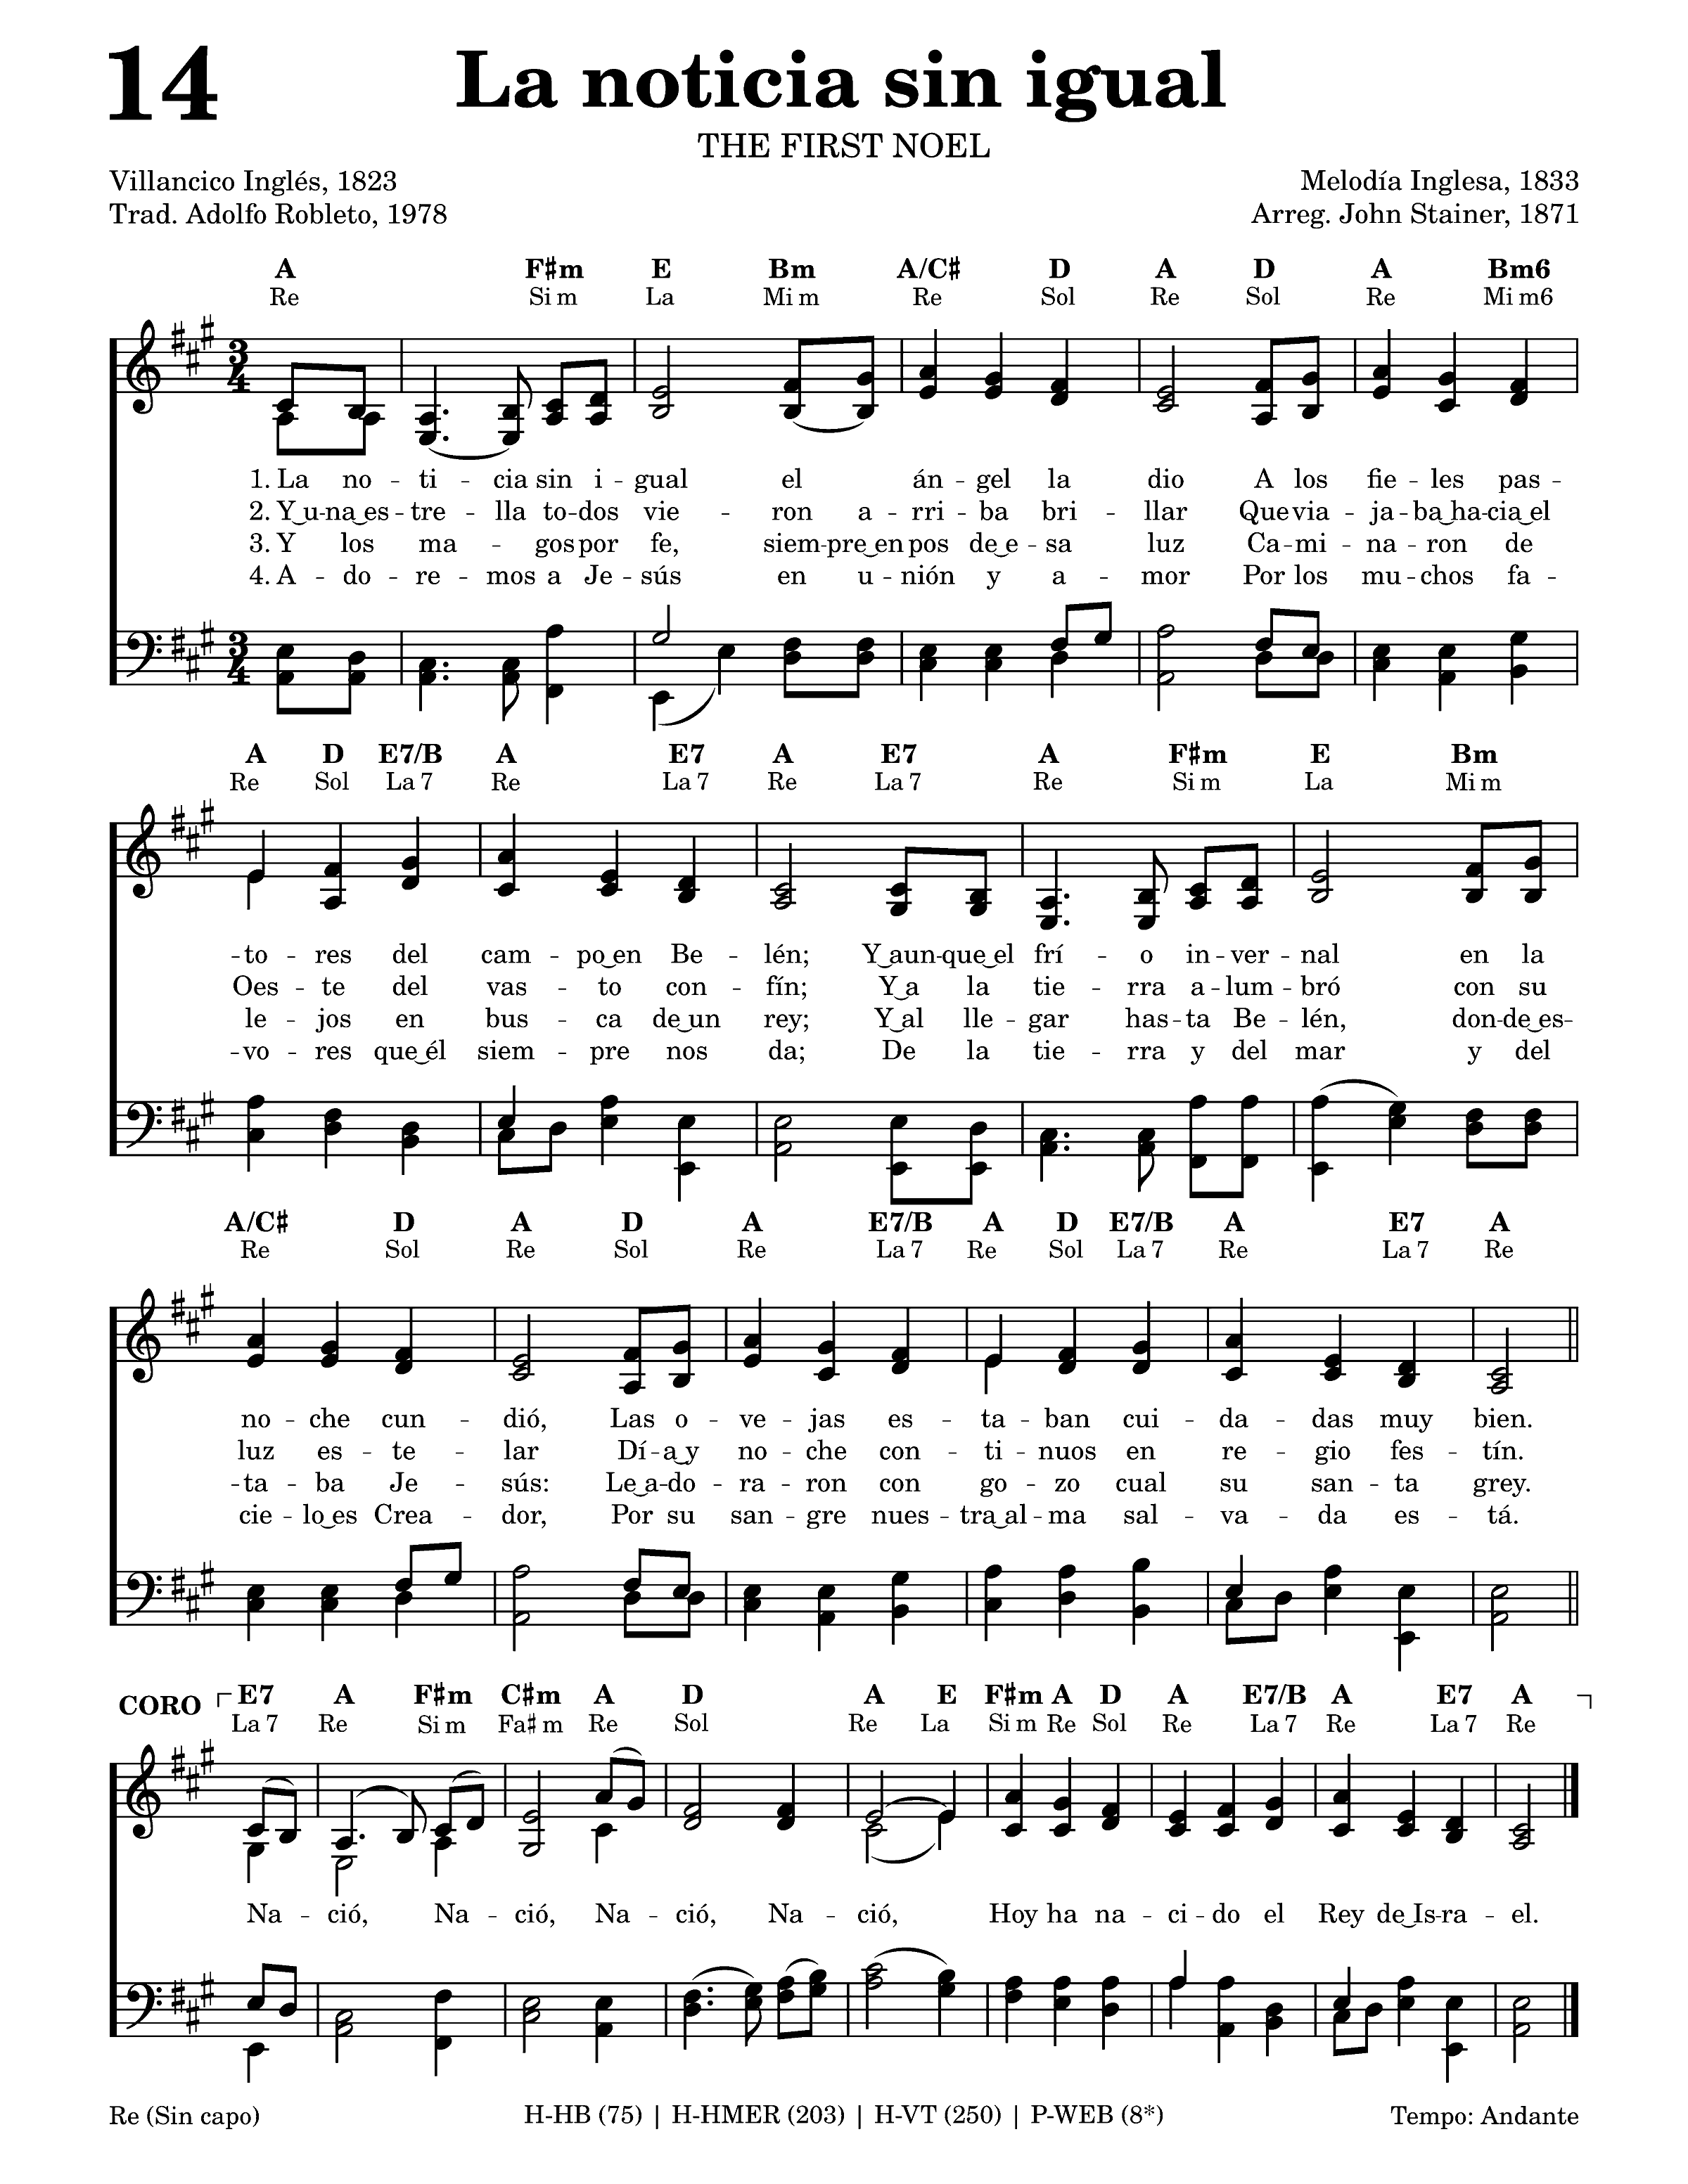 14 La noticia sin igual
THE FIRST NOEL
Villancico Inglés, 1823 Melodía Inglesa, 1833
Trad. Adolfo Robleto, 1978 Arreg. John Stainer, 1871
A F♯m E Bm A/C♯ D A D A Bm6
Re Si m La Mi m Re Sol Re Sol Re Mi m6
3 4
1. La no – ti – cia sin i – gual el án – gel la dio A los fie – les pas –
2. Y‿u – na‿es – tre – lla to – dos vie – ron a – rri – ba bri – llar Que via – ja – ba‿ha – cia‿el
3. Y los ma – gos por fe, siem – pre‿en pos de‿e – sa luz Ca – mi – na – ron de
4. A – do – re – mos a Je – sús en u – nión y a – mor Por los mu – chos fa –
3 4
A D E7/B A E7 A E7 A F♯m E Bm
Re Sol La 7 Re La 7 Re La 7 Re Si m La Mi m
– to – res del cam – po‿en Be – lén; Y‿aun – que‿el frí – o in – ver – nal en la
Oes – te del vas – to con – fín; Y‿a la tie – rra a – lum – bró con su
le – jos en bus – ca de‿un rey; Y‿al lle – gar has – ta Be – lén, don – de‿es –
– vo – res que‿él siem – pre nos da; De la tie – rra y del mar y del
A/C♯ D A D A E7/B A D E7/B A E7 A
Re Sol Re Sol Re La 7 Re Sol La 7 Re La 7 Re
no – che cun – dió, Las o – ve – jas es – ta – ban cui – da – das muy bien.
luz es – te – lar Dí – a‿y no – che con – ti – nuos en re – gio fes – tín.
– ta – ba Je – sús: Le‿a – do – ra – ron con go – zo cual su san – ta grey.
cie – lo‿es Crea – dor, Por su san – gre nues – tra‿al – ma sal – va – da es – tá.
CORO E7 A F♯m C♯m A D A E F♯m A D A E7/B A E7 A
La 7 Re Si m Fa♯ m Re Sol Re La Si m Re Sol Re La 7 Re La 7 Re
Na – ció, Na – ció, Na – ció, Na – ció, Hoy ha na – ci – do el Rey de‿Is – ra – el.
Re (Sin capo) H-HB (75) | H-HMER (203) | H-VT (250) | P-WEB (8*) Tempo: Andante